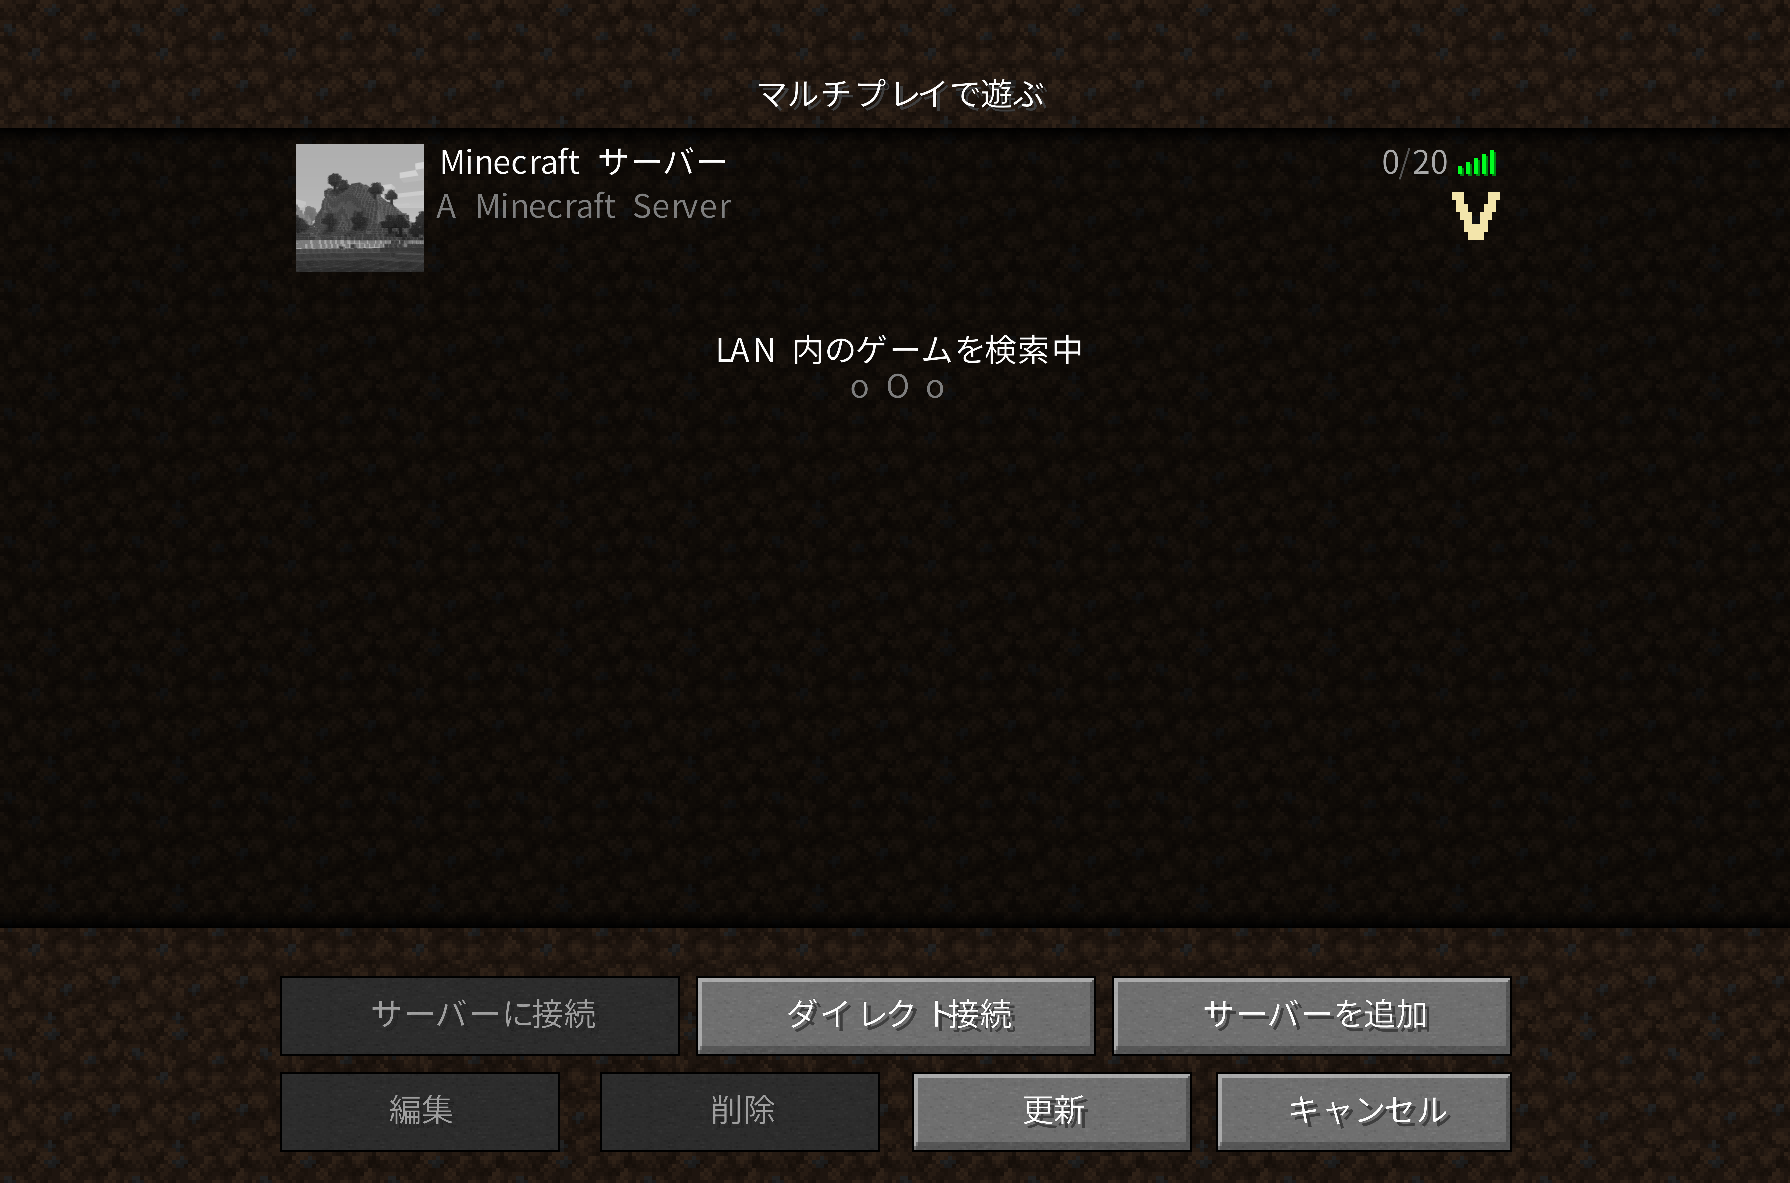 マルチプレイで遊ぶ
Minecraft サーバー
0/20
A Minecraft Server
V
LAN 内のゲームを検索中
o O o
サーバーに接続
ダイレクト接続
サーバーを追加
編集
削除
更新
キャンセル